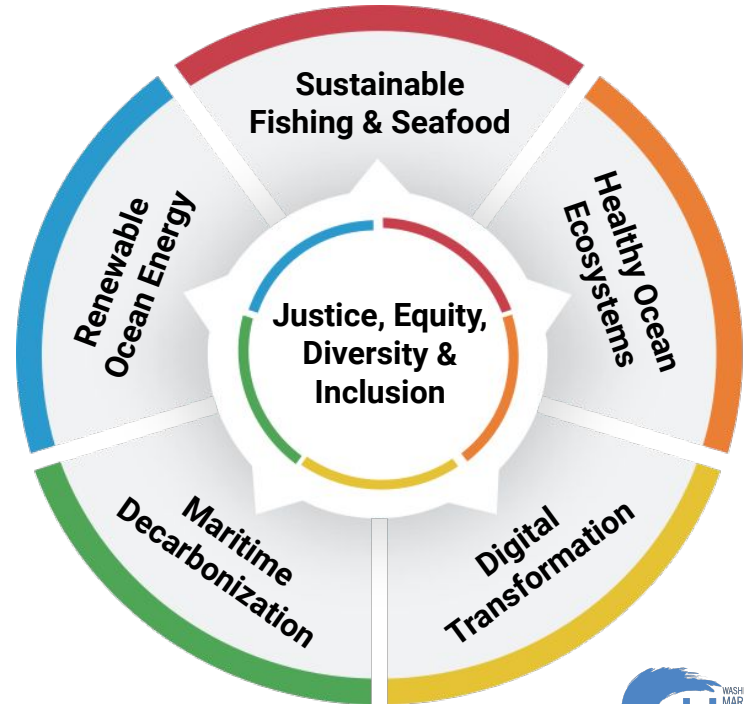 Sustainable
Fishing & Seafood
Healthy Ocean
Ecosystems
Digital
Transformation
Maritime
Decarbonization
Renewable
Ocean Energy
Justice, Equity,
Diversity &
Inclusion